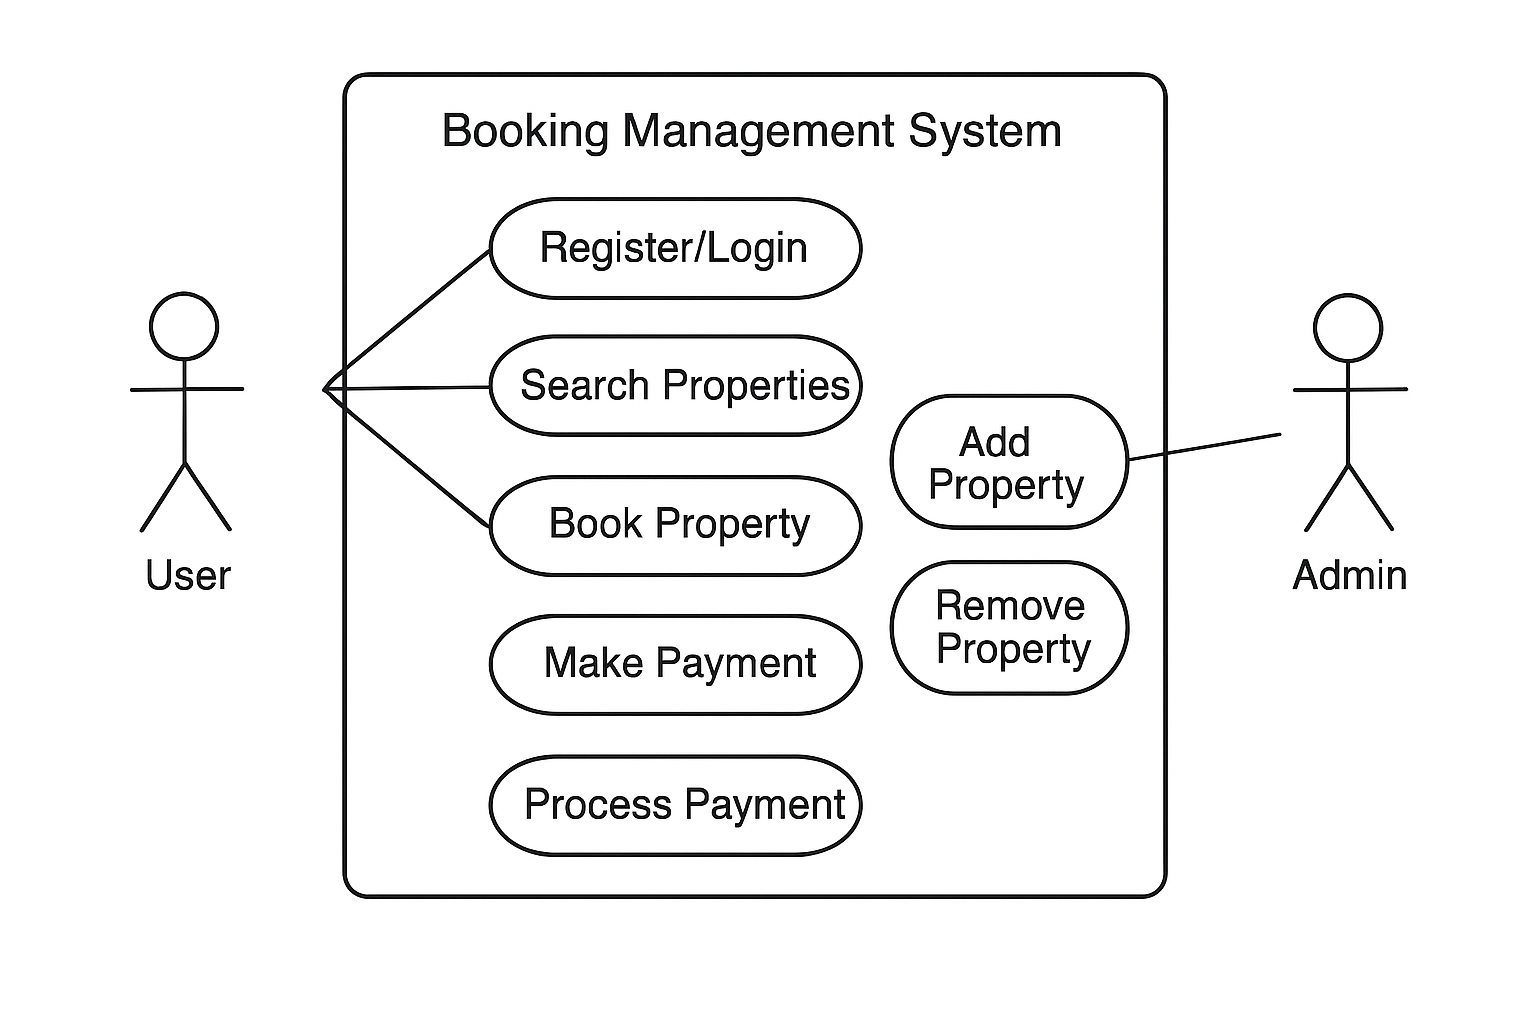 Booking Management System
Register/Login
Search Properties
Book Property
Make Payment
Process Payment
Add
Property
Remove
Property
User
Admin